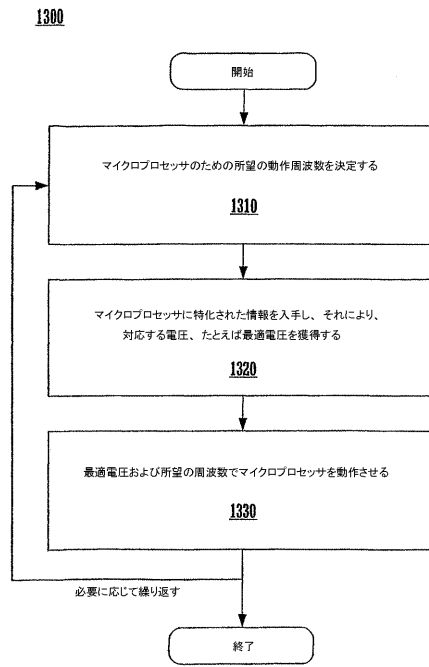 1300
開始
マイクロプロセッサのための所望の動作周波数を決定する
1310
マイクロプロセッサに特化された情報を入手し、それにより、
対応する電圧、たとえば最適電圧を獲得する
1320
最適電圧および所望の周波数でマイクロプロセッサを動作させる
1330
必要に応じて繰り返す
終了